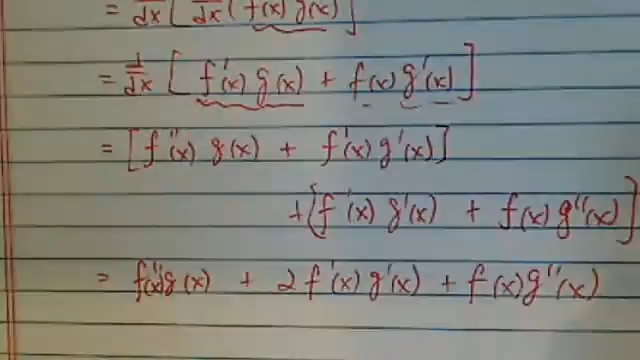 = d/dx [ d/dx (f(x) g(x)) ]
= d/dx [ f'(x) g(x) + f(x) g'(x) ]
= [ f''(x) g(x) + f'(x) g'(x) ]
+ [ f'(x) g'(x) + f(x) g''(x) ]
= f''(x) g(x) + 2 f'(x) g'(x) + f(x) g''(x)